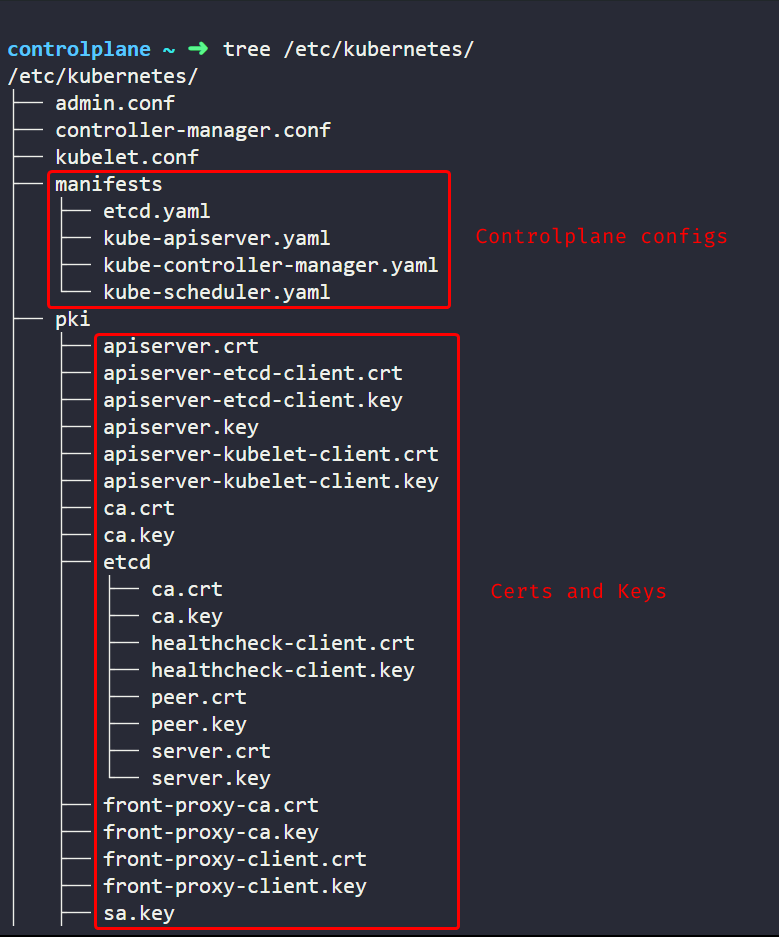 controlplane ~ ➜ tree /etc/kubernetes/
/etc/kubernetes/
├── admin.conf
├── controller-manager.conf
├── kubelet.conf
├── manifests
│   ├── etcd.yaml
│   ├── kube-apiserver.yaml
Controlplane configs
│   ├── kube-controller-manager.yaml
│   └── kube-scheduler.yaml
├── pki
│   ├── apiserver.crt
│   ├── apiserver-etcd-client.crt
│   ├── apiserver-etcd-client.key
│   ├── apiserver.key
│   ├── apiserver-kubelet-client.crt
│   ├── apiserver-kubelet-client.key
│   ├── ca.crt
│   ├── ca.key
│   ├── etcd
│   │   ├── ca.crt
Certs and Keys
│   │   ├── ca.key
│   │   ├── healthcheck-client.crt
│   │   ├── healthcheck-client.key
│   │   ├── peer.crt
│   │   ├── peer.key
│   │   ├── server.crt
│   │   └── server.key
│   ├── front-proxy-ca.crt
│   ├── front-proxy-ca.key
│   ├── front-proxy-client.crt
│   ├── front-proxy-client.key
│   ├── sa.key